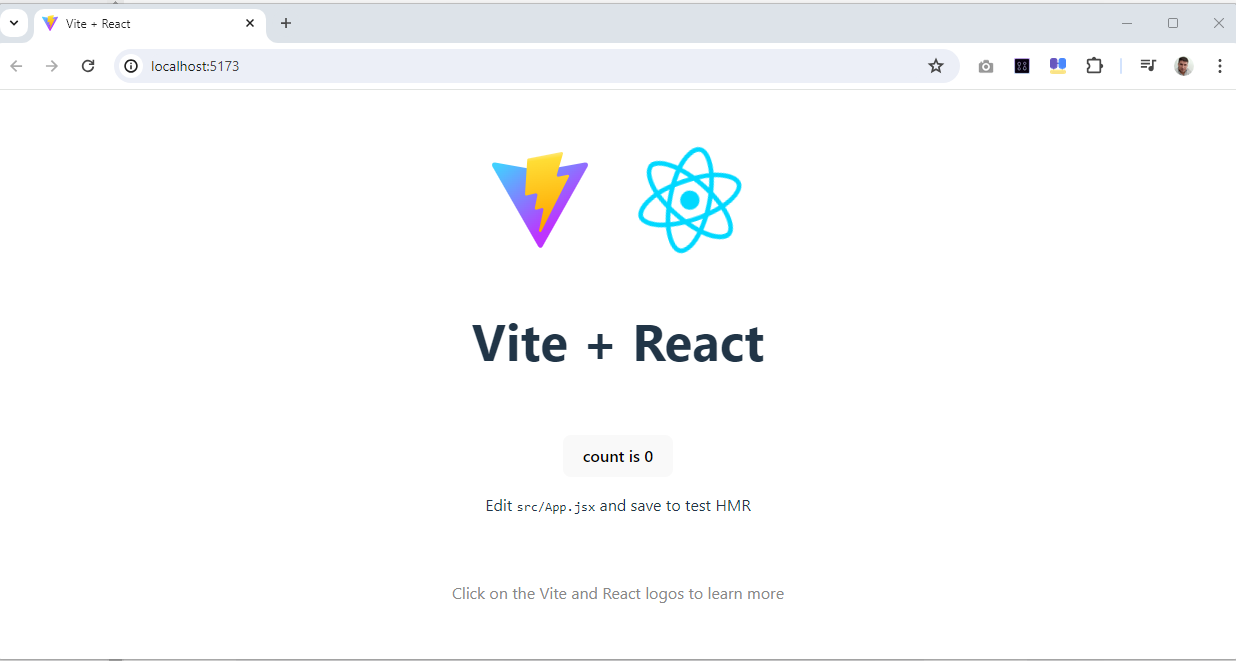 Vite + React
localhost:5173
Vite + React
count is 0
Edit src/App.jsx and save to test HMR
Click on the Vite and React logos to learn more